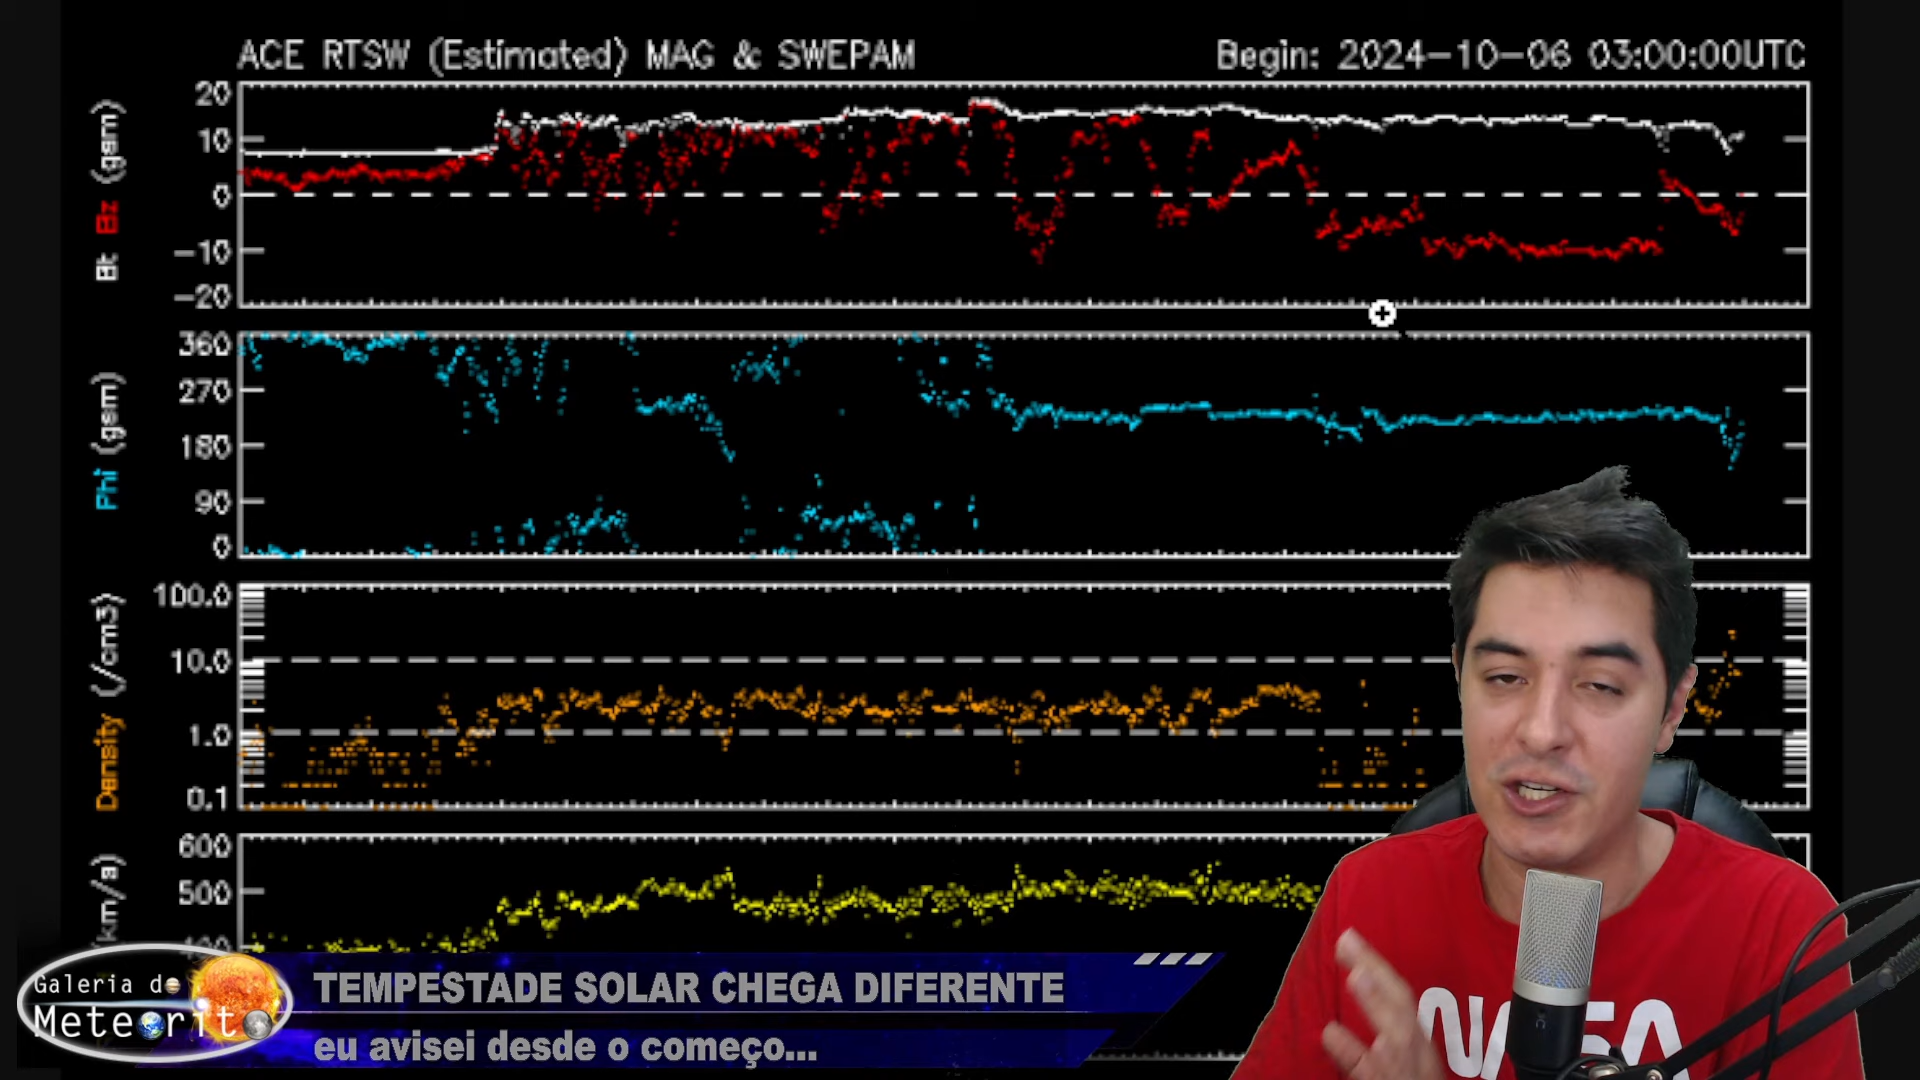 ACE RTSW (Estimated) MAG & SWEPAM
Begin: 2024-10-06 03:00:00UTC
Bt Bz (gsm)
20
10
0
-10
-20
Phi (gsm)
360
270
180
90
0
Density (/cm3)
100.0
10.0
1.0
0.1
600
500
Galeria do
Meteorito
TEMPESTADE SOLAR CHEGA DIFERENTE
eu avisei desde o começo...
NASA